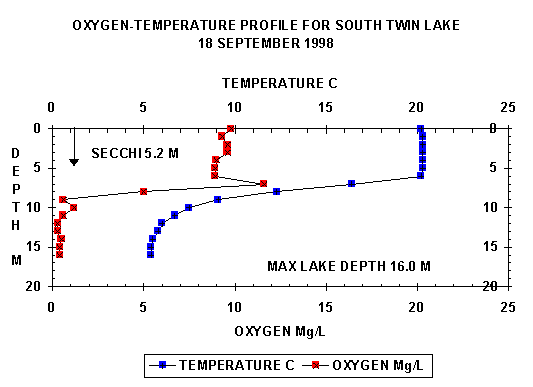 OXYGEN-TEMPERATURE PROFILE FOR SOUTH TWIN LAKE
18 SEPTEMBER 1998
TEMPERATURE C
0 5 10 15 20 25
0 0
SECCHI 5.2 M
5 5
10 10
15 15
20 20
DEPTH M
MAX LAKE DEPTH 16.0 M
0 5 10 15 20 25
OXYGEN Mg/L
TEMPERATURE C OXYGEN Mg/L